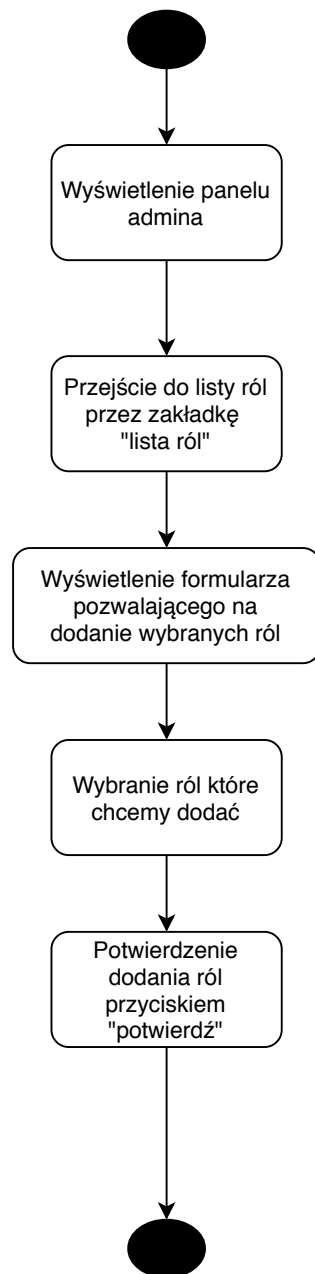 Wyświetlenie panelu
admina
Przejście do listy ról
przez zakładkę
"lista ról"
Wyświetlenie formularza
pozwalającego na
dodanie wybranych ról
Wybranie ról które
chcemy dodać
Potwierdzenie
dodania ról
przyciskiem
"potwierdź"